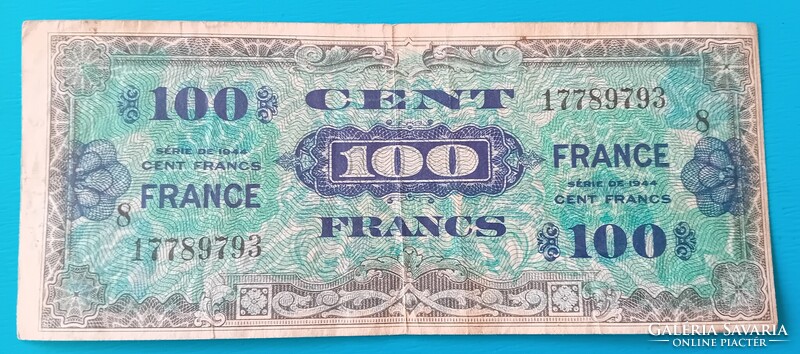 100 CENT 17789793
8
SÉRIE DE 1944
CENT FRANCS
FRANCE
100
FRANCE
SÉRIE DE 1944
CENT FRANCS
8
17789793
FRANCS
100
GALERIA SAVARIA
ONLINE PIACTÉR